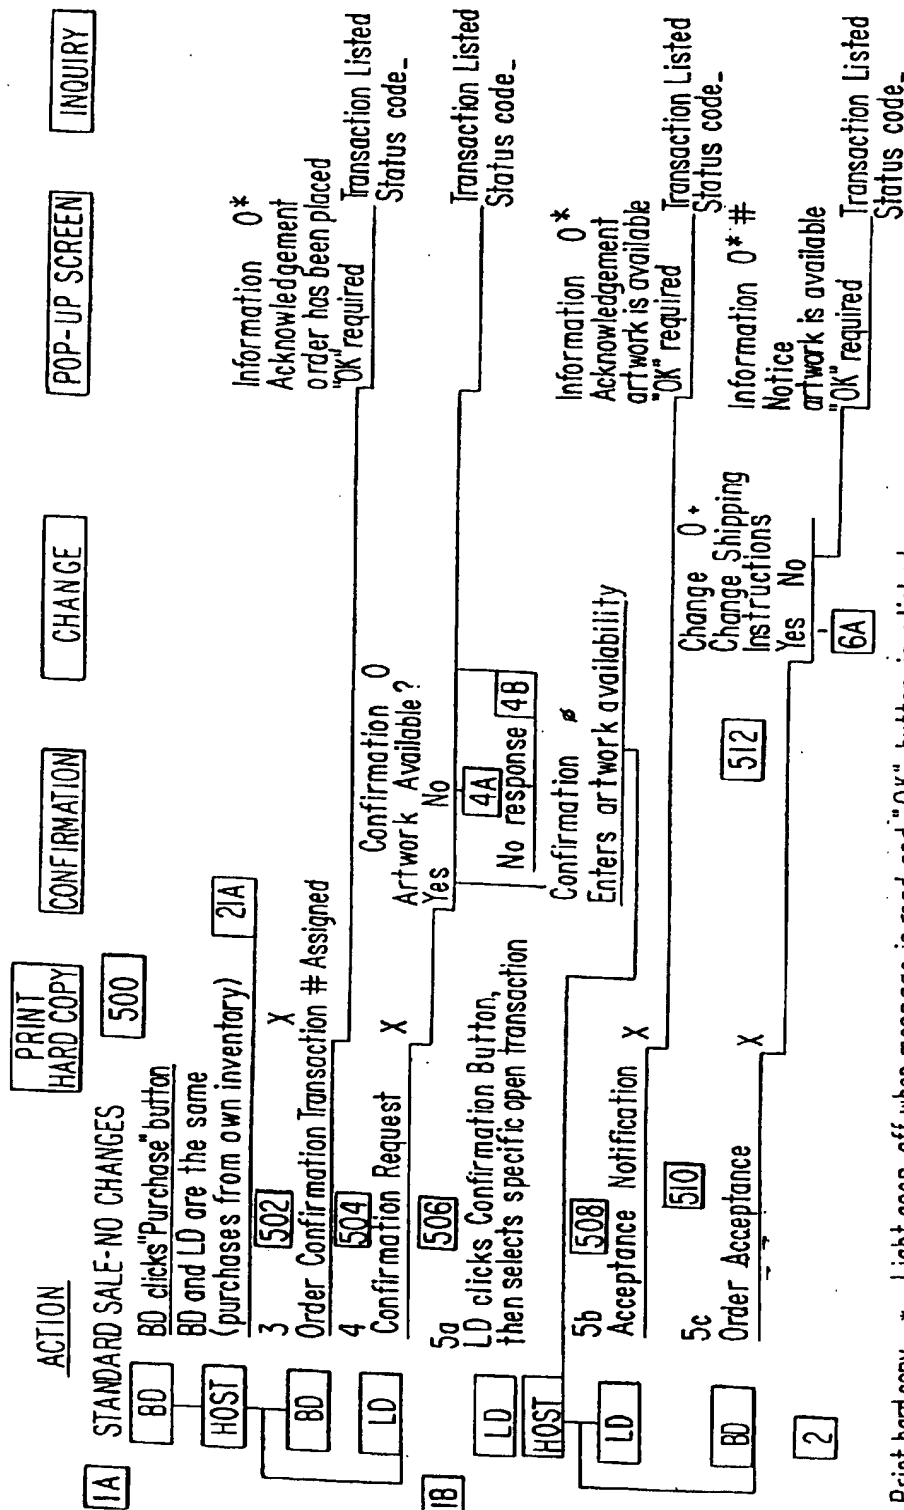 ACTION
PRINT
HARD COPY
CONFIRMATION
CHANGE
POP-UP SCREEN
INQUIRY
1A
STANDARD SALE-NO CHANGES
500
BD
BD clicks "Purchase" button
BD and LD are the same
HOST
(purchases from own inventory)
21A
3
502
X
BD
Order Confirmation Transaction # Assigned
Information O*
Acknowledgement
order has been placed
"OK" required
Transaction Listed
Status code_
4
504
LD
Confirmation Request
X
Confirmation O
Artwork Available?
Yes No
4A
No response
4B
Transaction Listed
Status code_
1B
5a
506
LD
LD clicks Confirmation Button,
then selects specific open transaction
Confirmation ø
Enters artwork availability
HOST
5b
508
LD
Acceptance Notification
X
Information O*
Acknowledgement
artwork is available
"OK" required
Transaction Listed
Status code_
5c
510
BD
Order Acceptance
X
512
Change O+
Change Shipping
Instructions
Yes No
6A
Information O*#
Notice
artwork is available
"OK" required
Transaction Listed
Status code_
2
Print hard copy